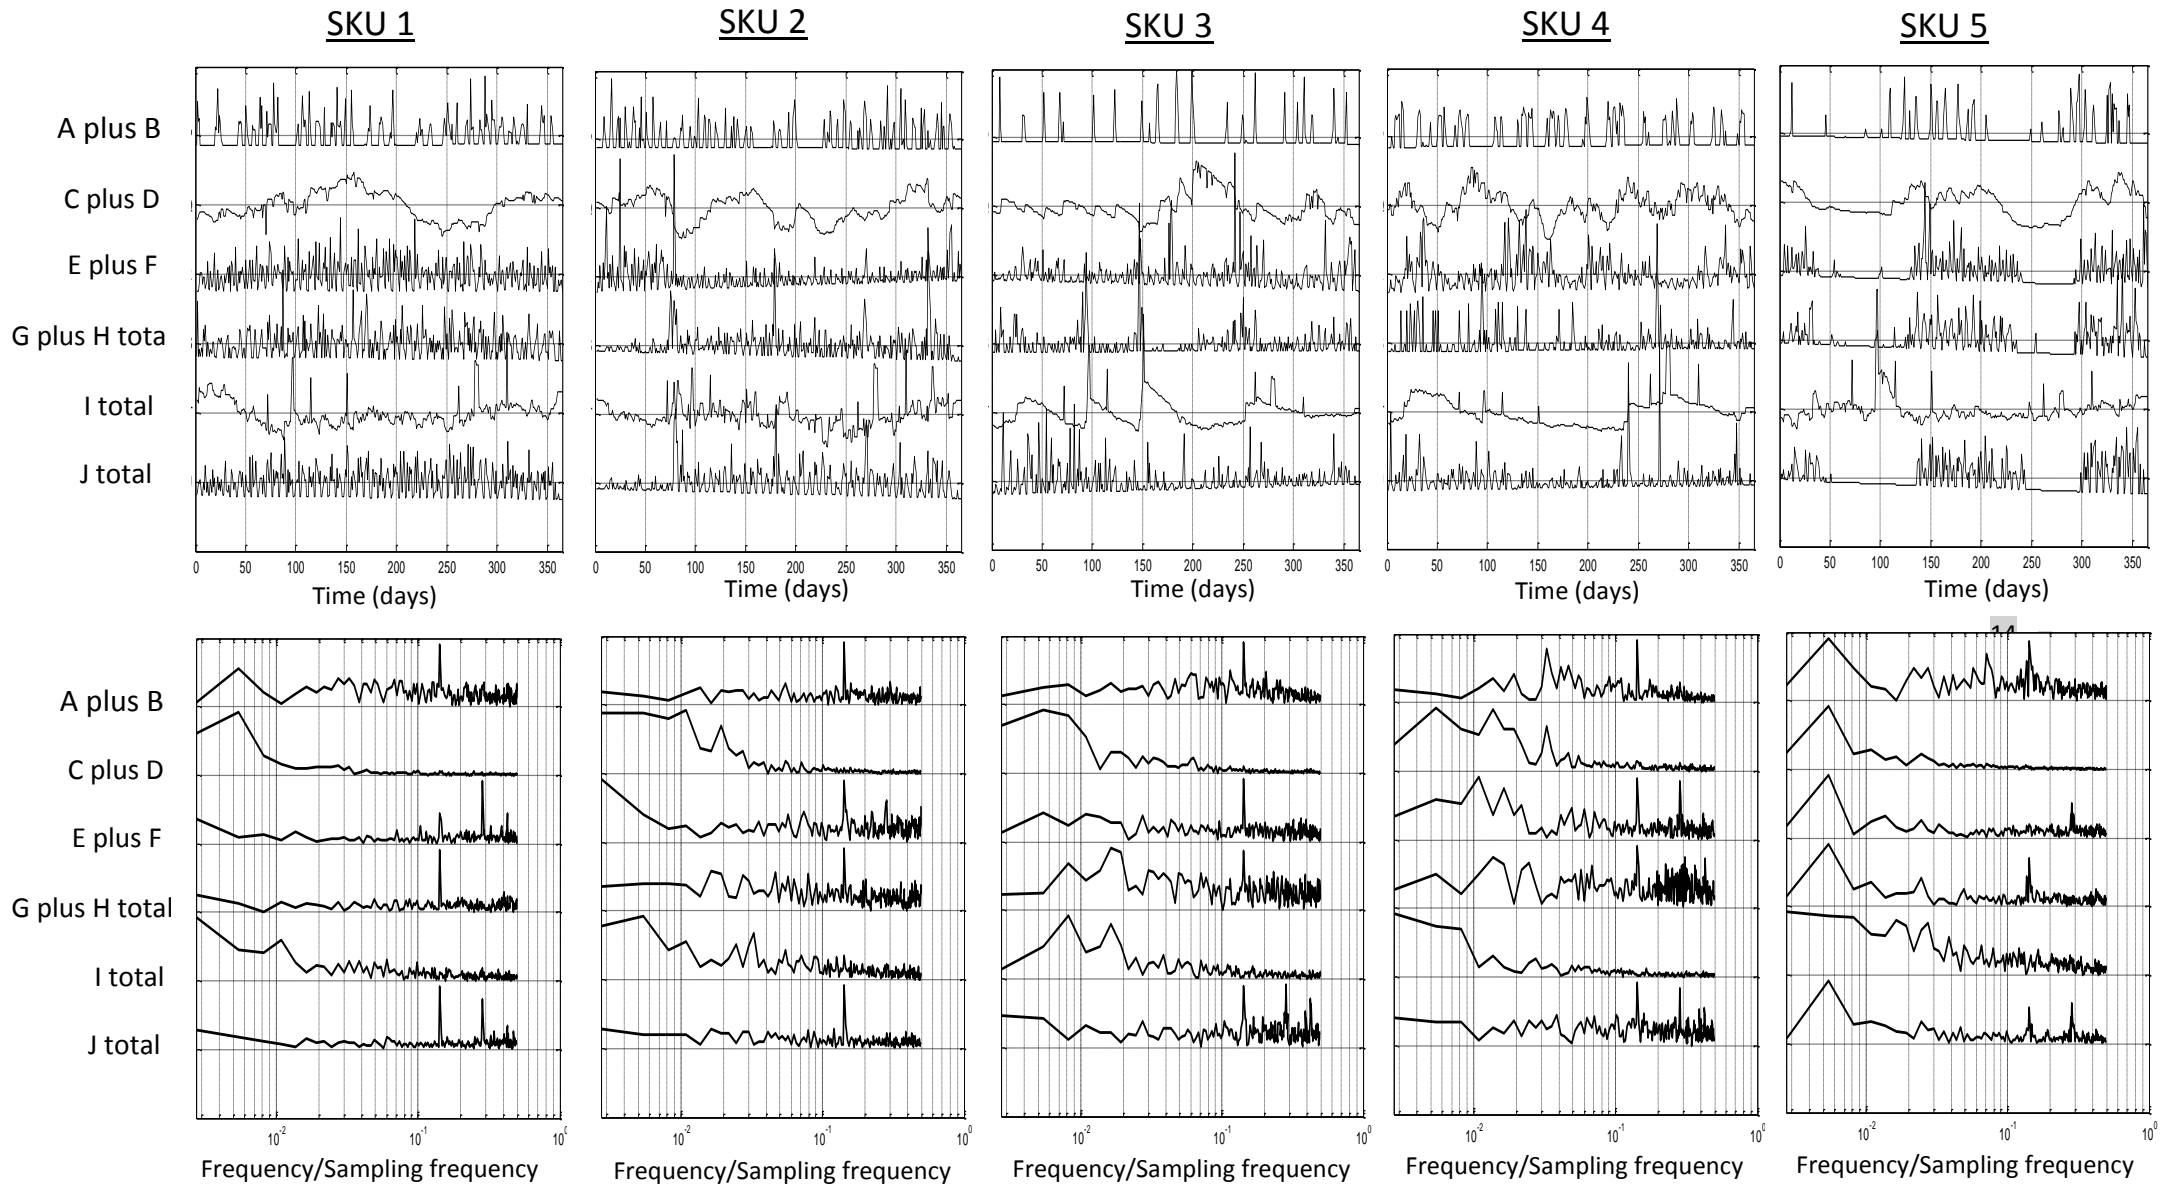 SKU 1 SKU 2 SKU 3 SKU 4 SKU 5
A plus B
C plus D
E plus F
G plus H tota
I total
J total
0 50 100 150 200 250 300 350 0 50 100 150 200 250 300 350 0 50 100 150 200 250 300 350 0 50 100 150 200 250 300 350 0 50 100 150 200 250 300 350
Time (days) Time (days) Time (days) Time (days) Time (days)
14
A plus B
C plus D
E plus F
G plus H total
I total
J total
10⁻² 10⁻¹ 10⁰ 10⁻² 10⁻¹ 10⁰ 10⁻² 10⁻¹ 10⁰ 10⁻² 10⁻¹ 10⁰ 10⁻² 10⁻¹ 10⁰
Frequency/Sampling frequency Frequency/Sampling frequency Frequency/Sampling frequency Frequency/Sampling frequency Frequency/Sampling frequency